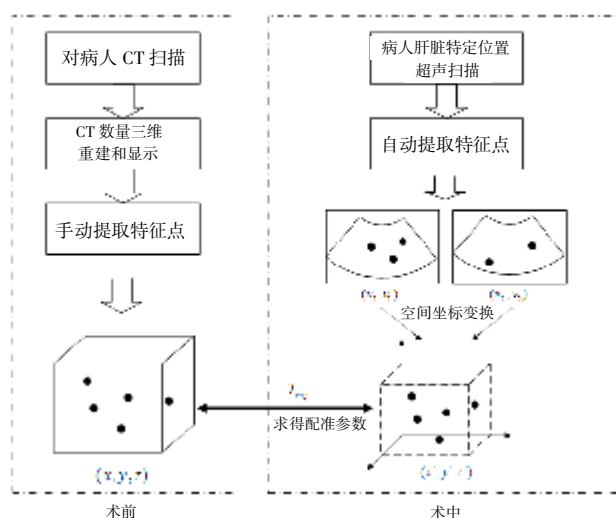 对病人 CT 扫描
CT 数量三维
重建和显示
手动提取特征点
(x,y,z)
术前
病人肝脏特定位置
超声扫描
自动提取特征点
空间坐标变换
求得配准参数
术中